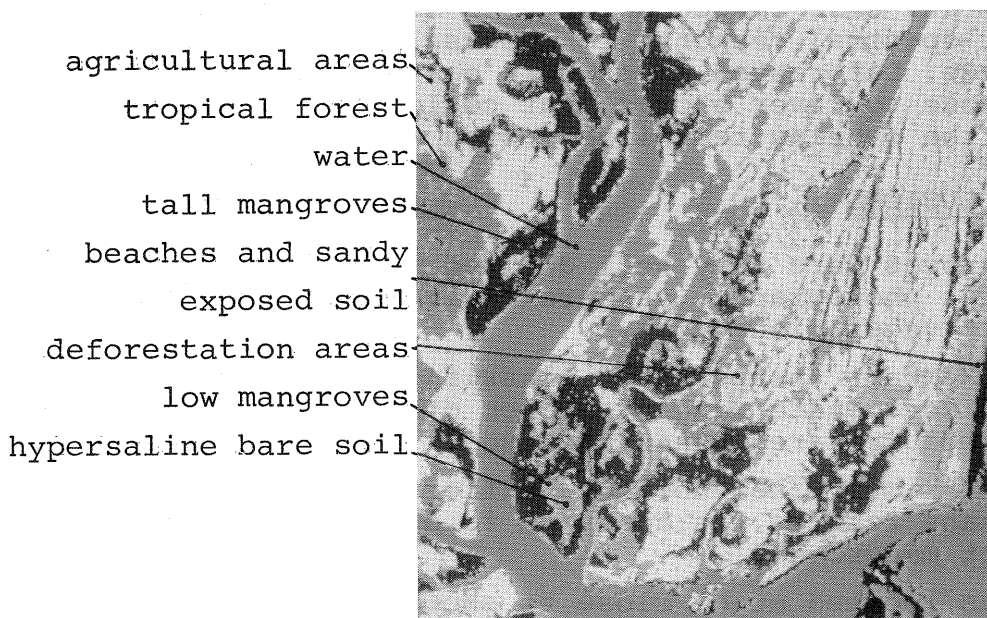 agricultural areas
tropical forest
water
tall mangroves
beaches and sandy
exposed soil
deforestation areas
low mangroves
hypersaline bare soil